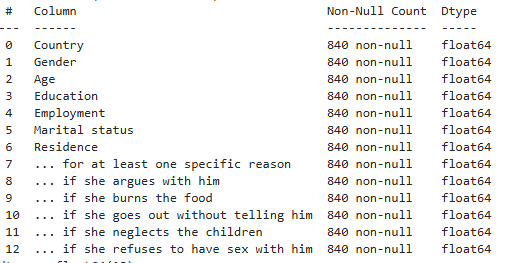 # Column Non-Null Count Dtype
--- ------ -------------- -----
0 Country 840 non-null float64
1 Gender 840 non-null float64
2 Age 840 non-null float64
3 Education 840 non-null float64
4 Employment 840 non-null float64
5 Marital status 840 non-null float64
6 Residence 840 non-null float64
7 ... for at least one specific reason 840 non-null float64
8 ... if she argues with him 840 non-null float64
9 ... if she burns the food 840 non-null float64
10 ... if she goes out without telling him 840 non-null float64
11 ... if she neglects the children 840 non-null float64
12 ... if she refuses to have sex with him 840 non-null float64